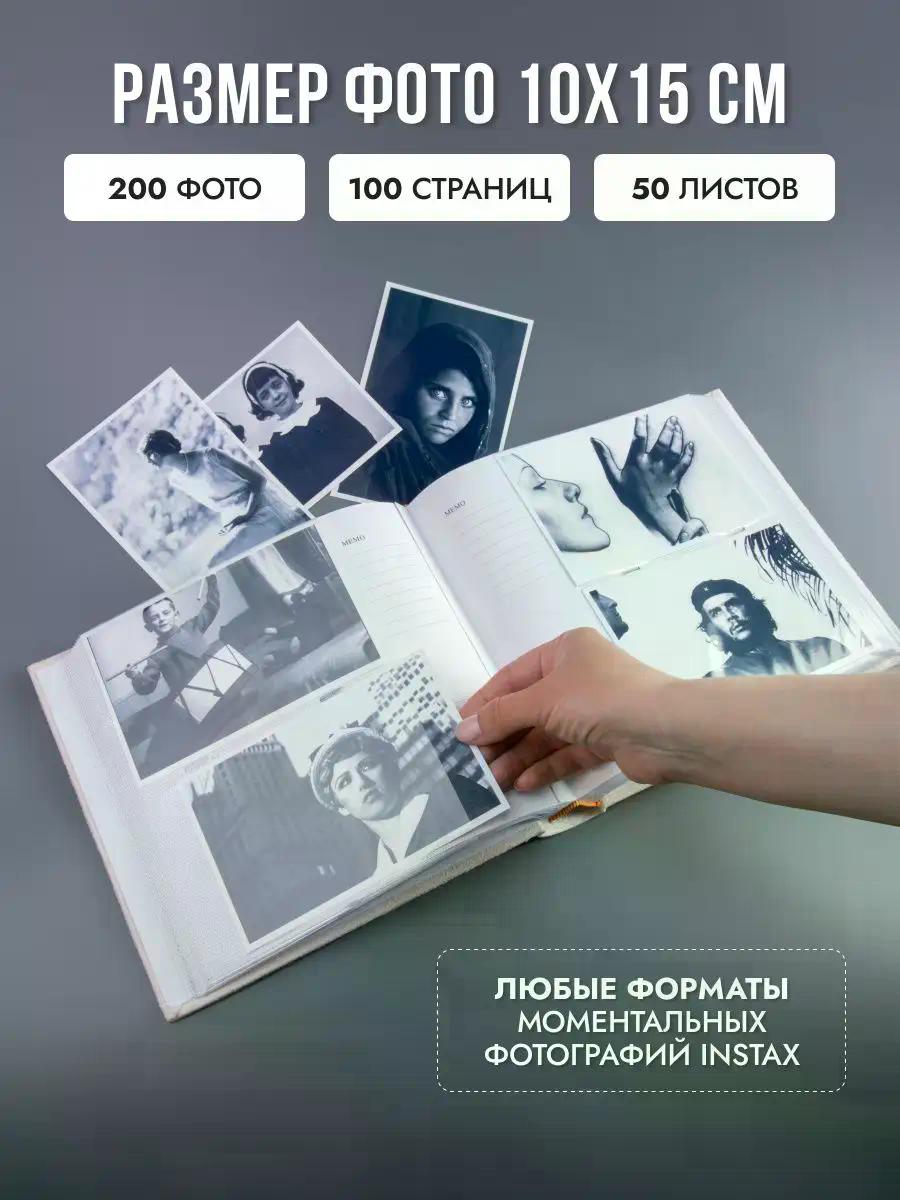 РАЗМЕР ФОТО 10X15 СМ
200 ФОТО
100 СТРАНИЦ
50 ЛИСТОВ
MEMO
MEMO
ЛЮБЫЕ ФОРМАТЫ
МОМЕНТАЛЬНЫХ
ФОТОГРАФИЙ INSTAX